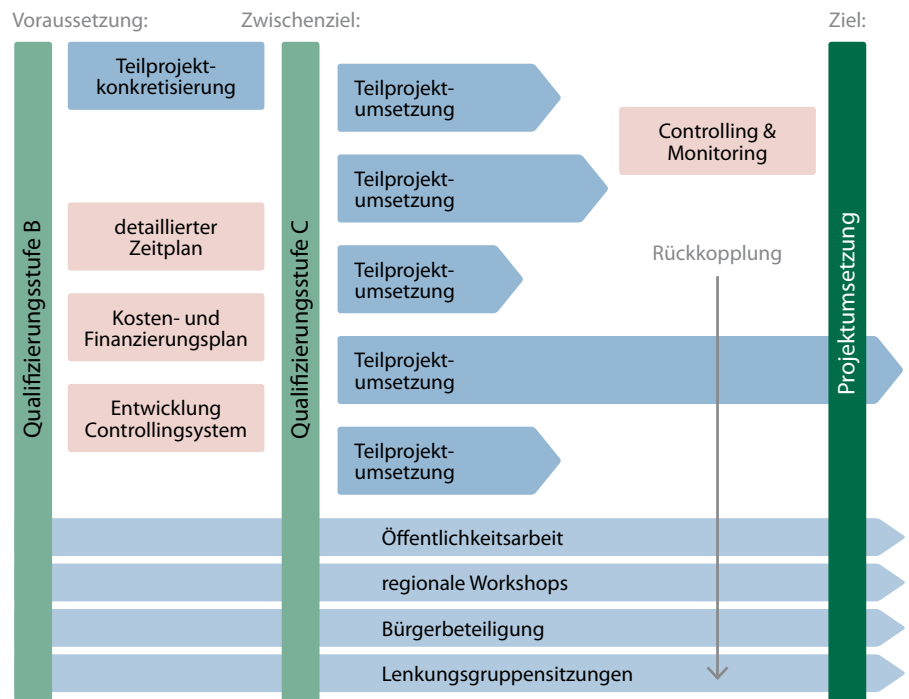 Voraussetzung:
Zwischenziel:
Ziel:
Qualifizierungsstufe B
Teilprojekt-
konkretisierung
detaillierter
Zeitplan
Kosten- und
Finanzierungsplan
Entwicklung
Controllingsystem
Qualifizierungsstufe C
Teilprojekt-
umsetzung
Teilprojekt-
umsetzung
Teilprojekt-
umsetzung
Teilprojekt-
umsetzung
Teilprojekt-
umsetzung
Controlling &
Monitoring
Rückkopplung
Projektumsetzung
Öffentlichkeitsarbeit
regionale Workshops
Bürgerbeteiligung
Lenkungsgruppensitzungen